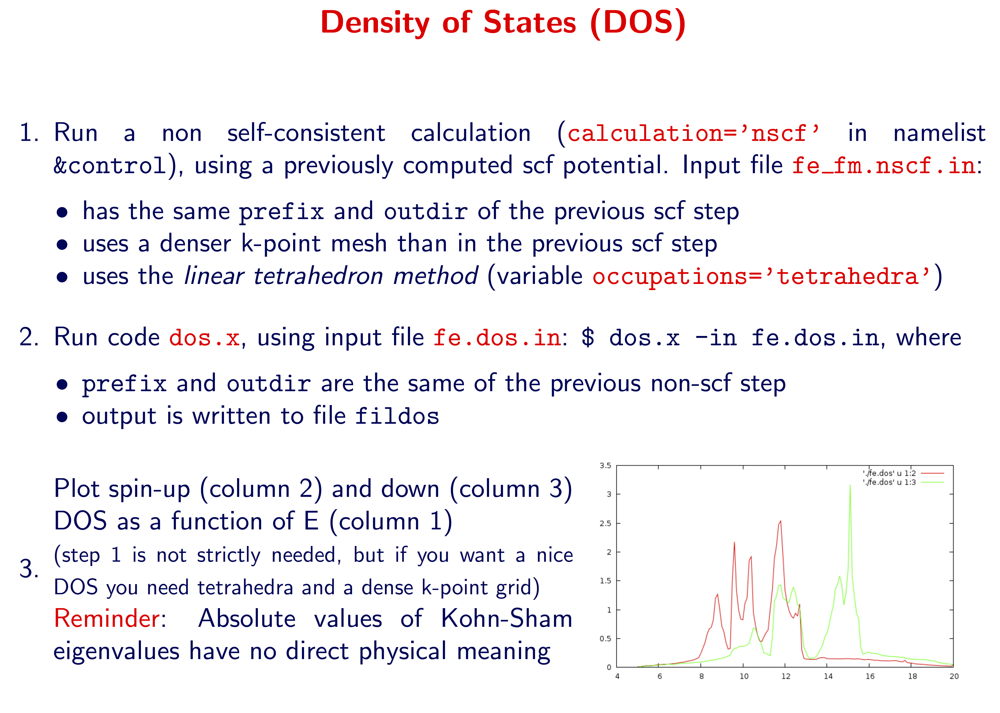 Density of States (DOS)
1. Run a non self-consistent calculation (calculation='nscf' in namelist
&control), using a previously computed scf potential. Input file fe_fm.nscf.in:
• has the same prefix and outdir of the previous scf step
• uses a denser k-point mesh than in the previous scf step
• uses the linear tetrahedron method (variable occupations='tetrahedra')
2. Run code dos.x, using input file fe.dos.in: $ dos.x -in fe.dos.in, where
• prefix and outdir are the same of the previous non-scf step
• output is written to file fildos
3.
Plot spin-up (column 2) and down (column 3)
DOS as a function of E (column 1)
(step 1 is not strictly needed, but if you want a nice
DOS you need tetrahedra and a dense k-point grid)
Reminder: Absolute values of Kohn-Sham
eigenvalues have no direct physical meaning
'./fe.dos' u 1:2
'./fe.dos' u 1:3
3.5
3
2.5
2
1.5
1
0.5
0
4 6 8 10 12 14 16 18 20